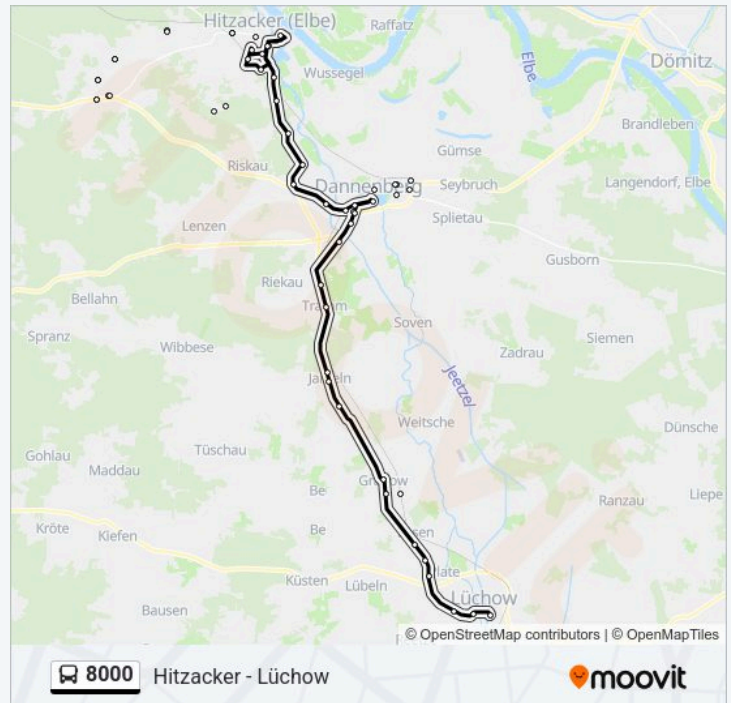 Hitzacker (Elbe)
Raffatz
Elbe
Dömitz
Wussegel
Brandleben
Gümse
Riskau
Dannenberg
Seybruch
Langendorf, Elbe
Splietau
Lenzen
Gusborn
Riekau
Bellahn
Soven
Spranz
Siemen
Wibbese
Zadrau
Jeetzel
Weitsche
Dünsche
Tüschau
Gohlau
Maddau
Be
Ranzau
Liepe
Kröte
Be
Kiefen
Küsten
Lübeln
Lüchow
Bausen
© OpenStreetMap contributors | © OpenMapTiles
8000
Hitzacker - Lüchow
moovit